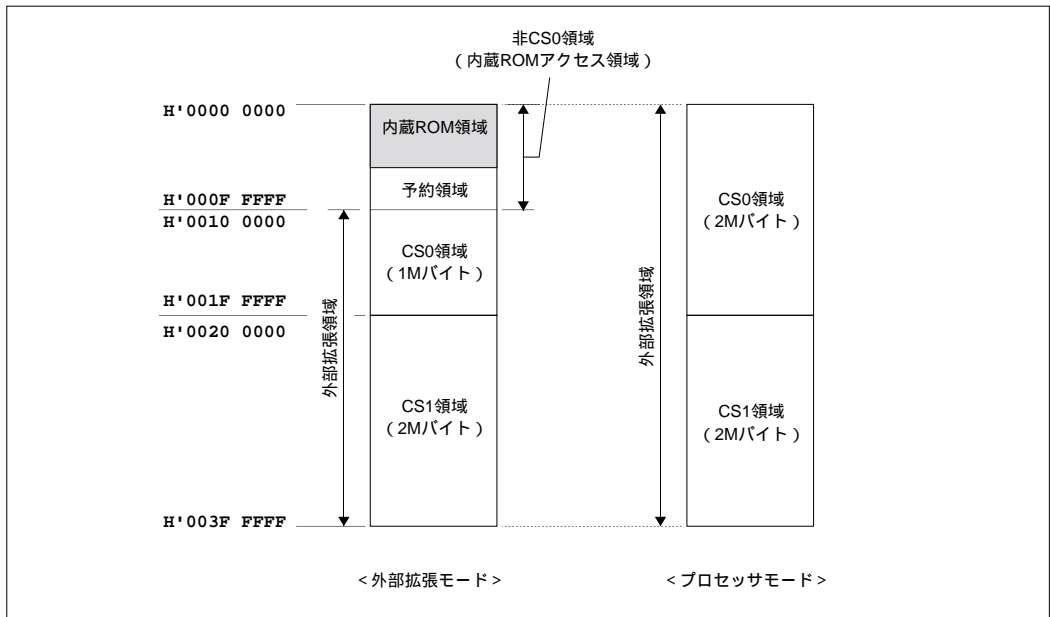 非CS0領域
（内蔵ROMアクセス領域）
H'0000 0000
内蔵ROM領域
予約領域
H'000F FFFF
H'0010 0000
CS0領域
（1Mバイト）
H'001F FFFF
H'0020 0000
外部拡張領域
CS1領域
（2Mバイト）
H'003F FFFF
＜外部拡張モード＞
CS0領域
（2Mバイト）
外部拡張領域
CS1領域
（2Mバイト）
＜プロセッサモード＞